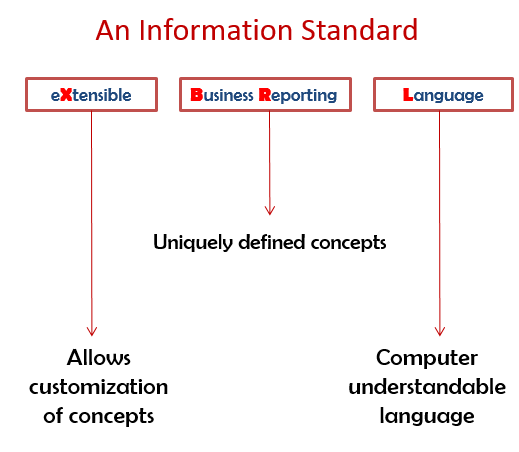 An Information Standard
eXtensible
Business Reporting
Language
Uniquely defined concepts
Allows
customization
of concepts
Computer
understandable
language